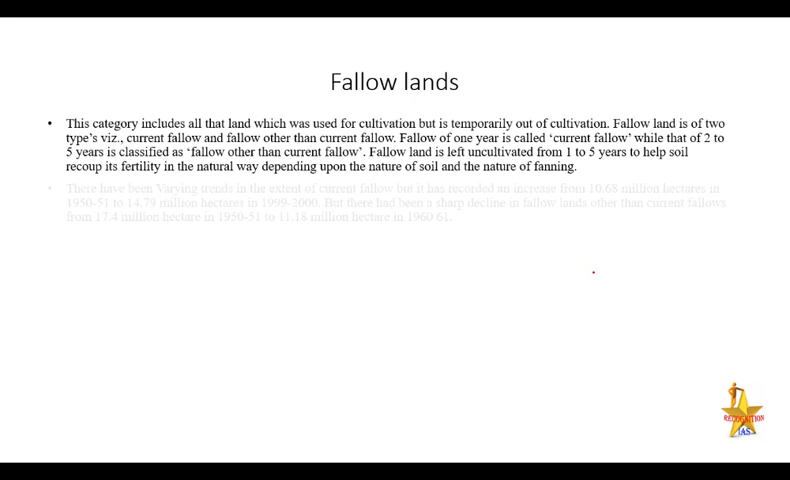 Fallow lands
• This category includes all that land which was used for cultivation but is temporarily out of cultivation. Fallow land is of two
type's viz., current fallow and fallow other than current fallow. Fallow of one year is called ‘current fallow’ while that of 2 to
5 years is classified as ‘fallow other than current fallow’. Fallow land is left uncultivated from 1 to 5 years to help soil
recoup its fertility in the natural way depending upon the nature of soil and the nature of fanning.
• There have been Varying trends in the extent of current fallow but it has recorded an increase from 10.68 million hectares in
1950-51 to 14.79 million hectares in 1999-2000. But there had been a sharp decline in fallow lands other than current fallows
from 17.4 million hectare in 1950-51 to 11.18 million hectare in 1960 61.
RECOGNITION
IAS